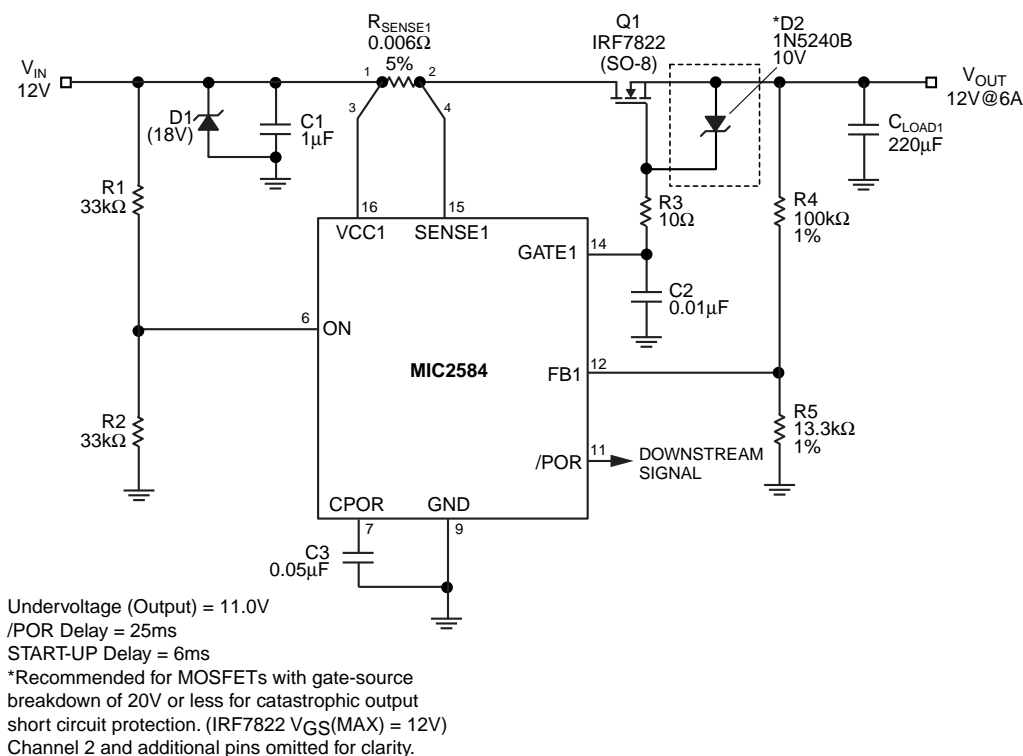 R_SENSE1
0.006Ω
5%
Q1
IRF7822
(SO-8)
*D2
1N5240B
10V
V_IN
12V
1
2
V_OUT
12V@6A
3
4
D1
(18V)
C1
1µF
C_LOAD1
220µF
R1
33kΩ
16
15
R3
10Ω
R4
100kΩ
1%
VCC1
SENSE1
GATE1
14
C2
0.01µF
6
ON
MIC2584
FB1
12
R2
33kΩ
R5
13.3kΩ
1%
/POR
11
DOWNSTREAM
SIGNAL
CPOR
GND
7
9
C3
0.05µF
Undervoltage (Output) = 11.0V
/POR Delay = 25ms
START-UP Delay = 6ms
*Recommended for MOSFETs with gate-source
breakdown of 20V or less for catastrophic output
short circuit protection. (IRF7822 V_GS(MAX) = 12V)
Channel 2 and additional pins omitted for clarity.